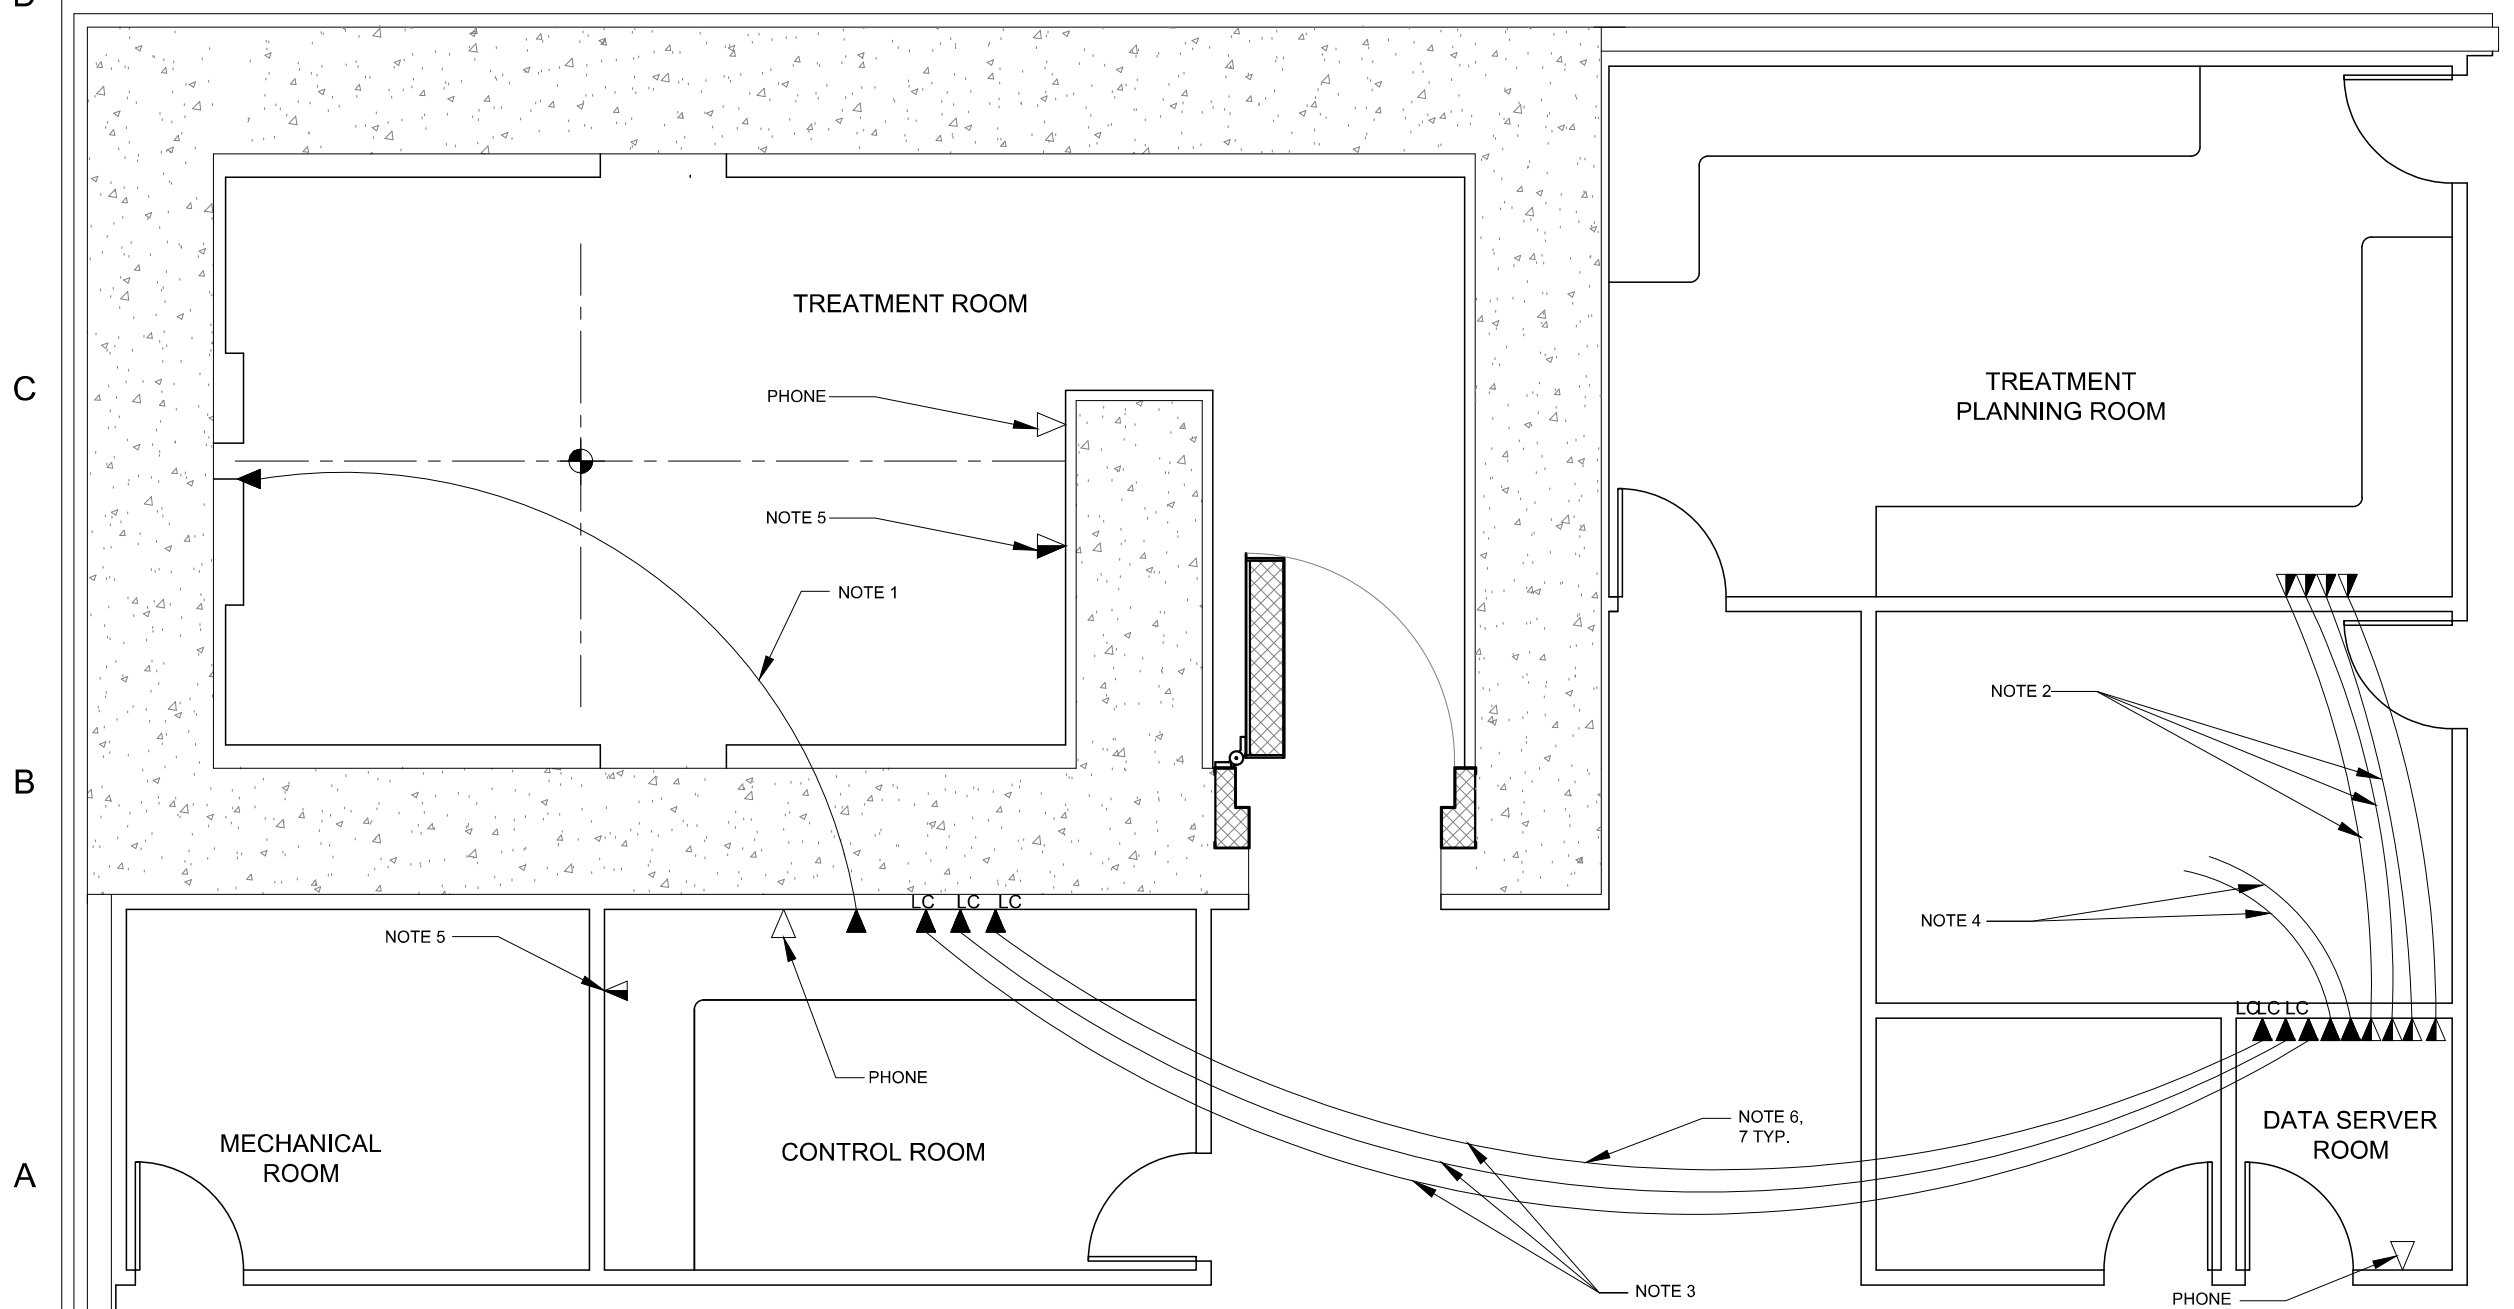 D
TREATMENT ROOM
C
TREATMENT
PLANNING ROOM
PHONE
NOTE 5
NOTE 1
NOTE 2
B
LC
LC
LC
NOTE 4
NOTE 5
LC
LC
LC
PHONE
NOTE 6,
7 TYP.
DATA SERVER
ROOM
MECHANICAL
ROOM
CONTROL ROOM
A
NOTE 3
PHONE